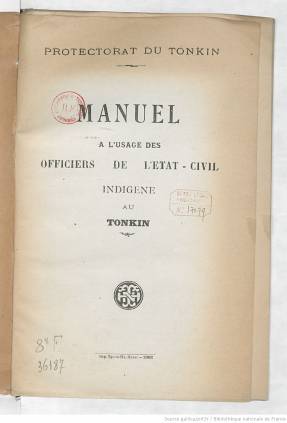 PROTECTORAT DU TONKIN
MANUEL
A L'USAGE DES
OFFICIERS DE L'ETAT-CIVIL
INDIGENE
AU
TONKIN
N° 17079
8° F
36187
Source gallica.bnf.fr / Bibliothèque nationale de France